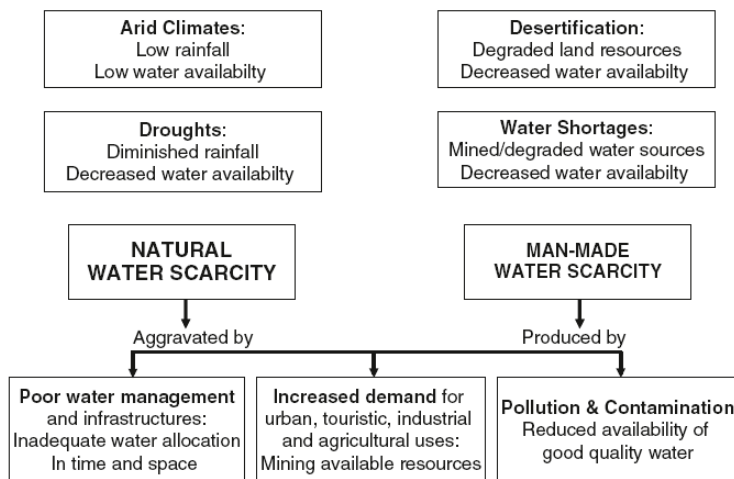 Arid Climates:
Low rainfall
Low water availabilty
Desertification:
Degraded land resources
Decreased water availabilty
Droughts:
Diminished rainfall
Decreased water availabilty
Water Shortages:
Mined/degraded water sources
Decreased water availabilty
NATURAL
WATER SCARCITY
MAN-MADE
WATER SCARCITY
Aggravated by
Produced by
Poor water management
and infrastructures:
Inadequate water allocation
In time and space
Increased demand for
urban, touristic, industrial
and agricultural uses:
Mining available resources
Pollution & Contamination
Reduced availability of
good quality water